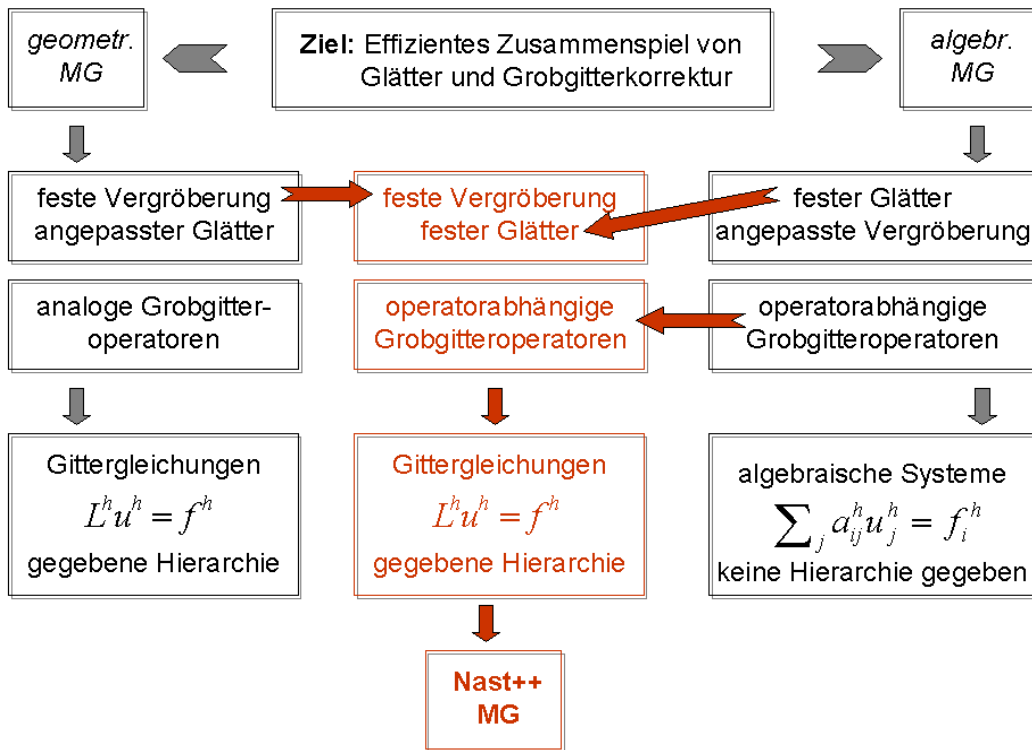 geometr.
MG
Ziel: Effizientes Zusammenspiel von
Glätter und Grobgitterkorrektur
algebr.
MG
feste Vergröberung
angepasster Glätter
feste Vergröberung
fester Glätter
fester Glätter
angepasste Vergröberung
analoge Grobgitter-
operatoren
operatorabhängige
Grobgitteroperatoren
operatorabhängige
Grobgitteroperatoren
Gittergleichungen
L^h u^h = f^h
gegebene Hierarchie
Gittergleichungen
L^h u^h = f^h
gegebene Hierarchie
algebraische Systeme
∑_j a_{ij}^h u_j^h = f_i^h
keine Hierarchie gegeben
Nast++
MG